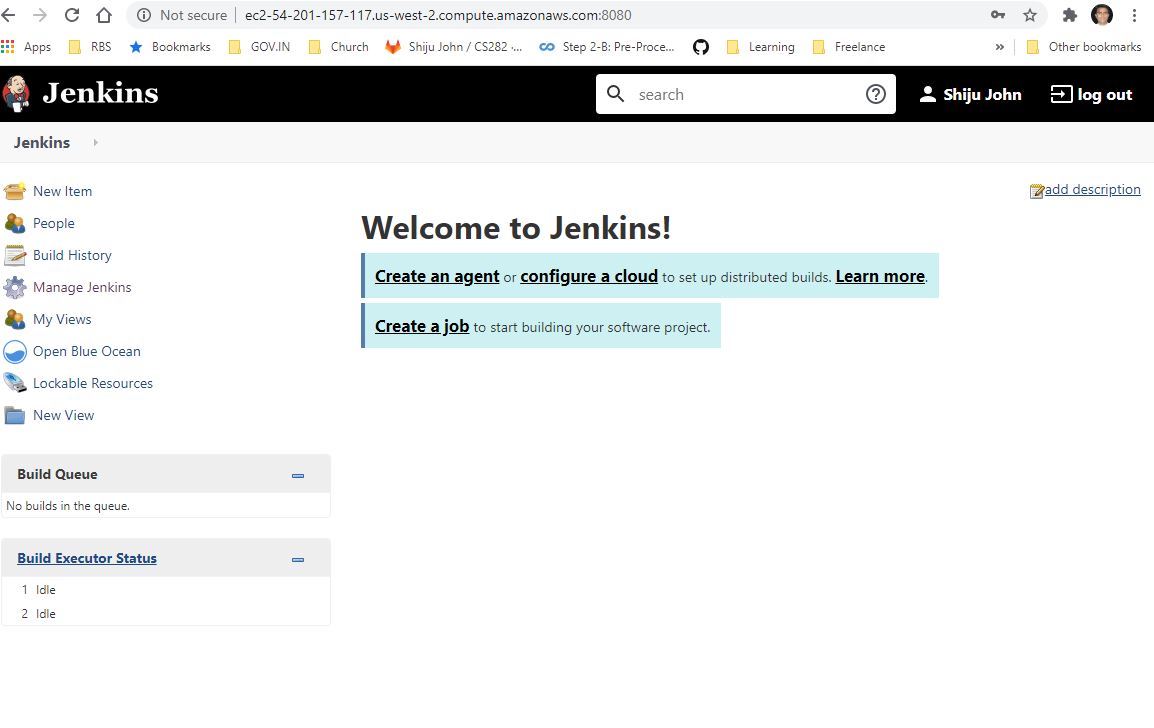 Not secure | ec2-54-201-157-117.us-west-2.compute.amazonaws.com:8080
Apps RBS Bookmarks GOV.IN Church Shiju John / CS282 -... Step 2-B: Pre-Proce... Learning Freelance » Other bookmarks
Jenkins search Shiju John log out
Jenkins
New Item
add description
People
Build History
Manage Jenkins
My Views
Open Blue Ocean
Lockable Resources
New View
Welcome to Jenkins!
Create an agent or configure a cloud to set up distributed builds. Learn more.
Create a job to start building your software project.
Build Queue
No builds in the queue.
Build Executor Status
1 Idle
2 Idle